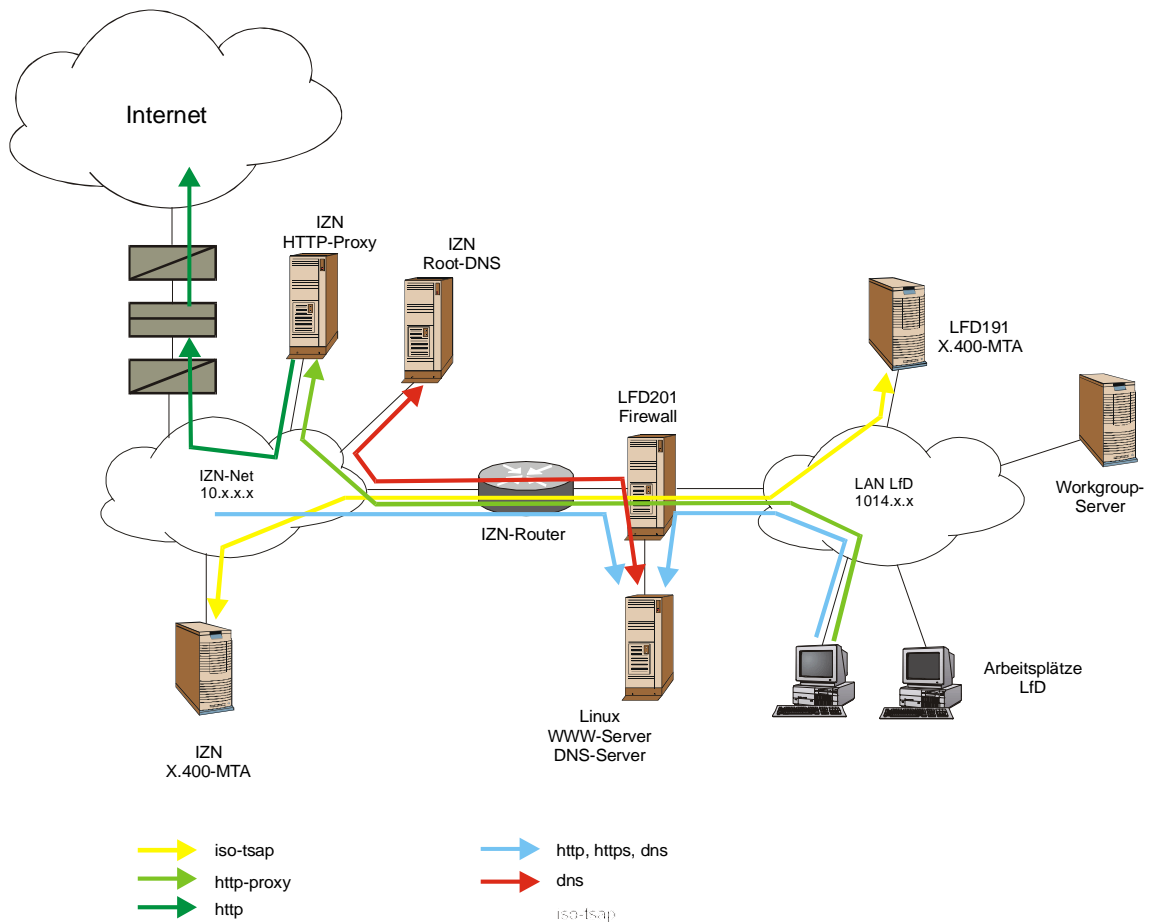 Internet
IZN
HTTP-Proxy
IZN
Root-DNS
LFD191
X.400-MTA
LFD201
Firewall
IZN-Net
10.x.x.x
LAN LfD
1014.x.x
Workgroup-
Server
IZN-Router
Arbeitsplätze
LfD
Linux
WWW-Server
DNS-Server
IZN
X.400-MTA
iso-tsap
http, https, dns
http-proxy
dns
http
iso-tsap